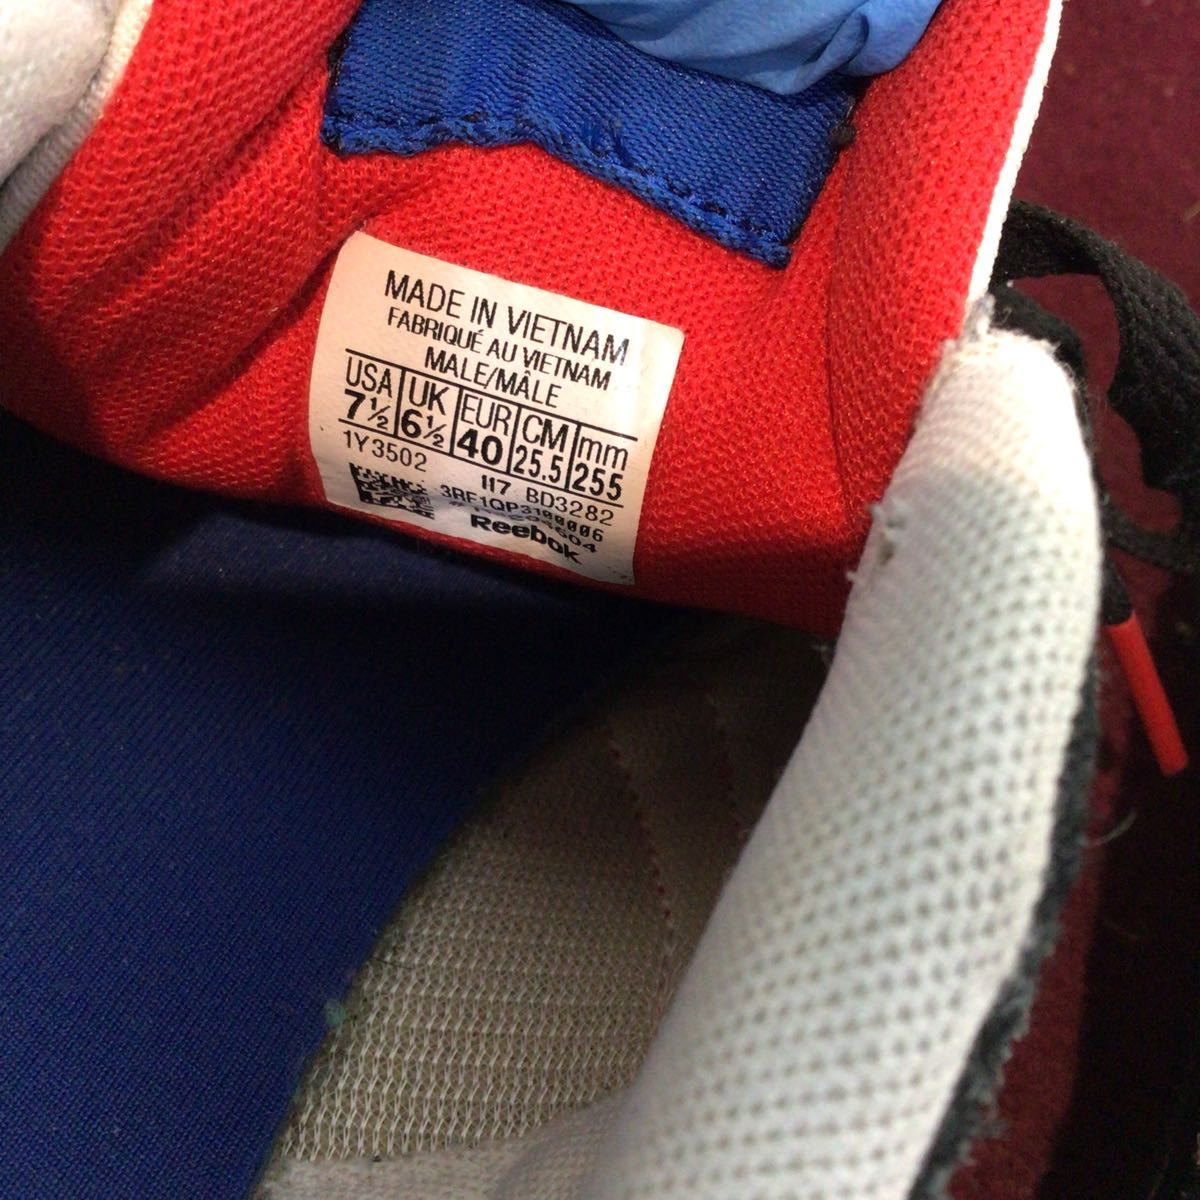 MADE IN VIETNAM
FABRIQUÉ AU VIETNAM
MALE/MÂLE
USA UK EUR CM mm
7½ 6½ 40 25.5 255
1Y3502 117 BD3282
3RF1QP3100006
Reebok